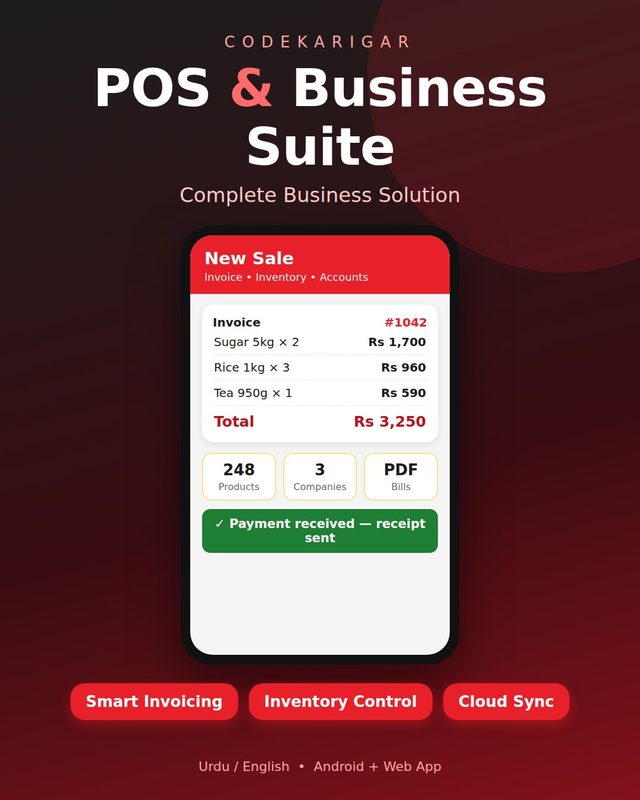 CODEKARIGAR
POS & Business
Suite
Complete Business Solution
New Sale
Invoice • Inventory • Accounts
Invoice #1042
Sugar 5kg × 2 Rs 1,700
Rice 1kg × 3 Rs 960
Tea 950g × 1 Rs 590
Total Rs 3,250
248 3 PDF
Products Companies Bills
✓ Payment received — receipt
sent
Smart Invoicing Inventory Control Cloud Sync
Urdu / English • Android + Web App